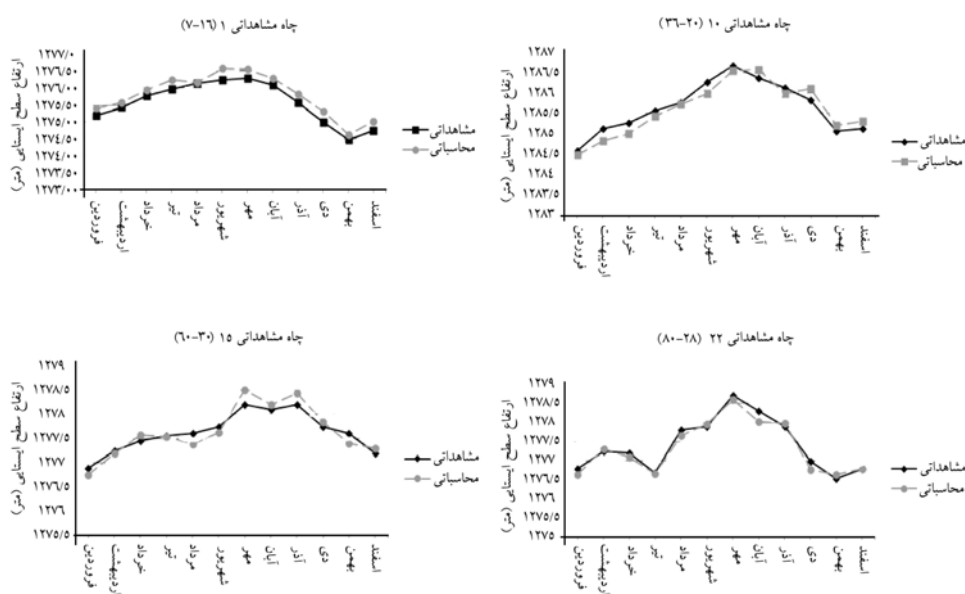 چاه مشاهداتی ۱ (۷-۱۶)
ارتفاع سطح ایستایی (متر)
۱۲۷۷/۰
۱۲۷۶/۵۰
۱۲۷۶/۰۰
۱۲۷۵/۵۰
۱۲۷۵/۰۰
۱۲۷۴/۵۰
۱۲۷۴/۰۰
۱۲۷۳/۵۰
۱۲۷۳/۰۰
فروردین
اردیبهشت
خرداد
تیر
مرداد
شهریور
مهر
آبان
آذر
دی
بهمن
اسفند
مشاهداتی
محاسباتی
چاه مشاهداتی ۱۰ (۳۶-۲۰)
ارتفاع سطح ایستایی (متر)
۱۲۸۷
۱۲۸۶/۵
۱۲۸۶
۱۲۸۵/۵
۱۲۸۵
۱۲۸۴/۵
۱۲۸۴
۱۲۸۳/۵
۱۲۸۳
فروردین
اردیبهشت
خرداد
تیر
مرداد
شهریور
مهر
آبان
آذر
دی
بهمن
اسفند
مشاهداتی
محاسباتی
چاه مشاهداتی ۱۵ (۶۰-۳۰)
ارتفاع سطح ایستایی (متر)
۱۲۷۹
۱۲۷۸/۵
۱۲۷۸
۱۲۷۷/۵
۱۲۷۷
۱۲۷۶/۵
۱۲۷۶
۱۲۷۵/۵
فروردین
اردیبهشت
خرداد
تیر
مرداد
شهریور
مهر
آبان
آذر
دی
بهمن
اسفند
مشاهداتی
محاسباتی
چاه مشاهداتی ۲۲ (۸۰-۲۸)
ارتفاع سطح ایستایی (متر)
۱۲۷۹
۱۲۷۸/۵
۱۲۷۸
۱۲۷۷/۵
۱۲۷۷
۱۲۷۶/۵
۱۲۷۶
۱۲۷۵/۵
۱۲۷۵
فروردین
اردیبهشت
خرداد
تیر
مرداد
شهریور
مهر
آبان
آذر
دی
بهمن
اسفند
مشاهداتی
محاسباتی